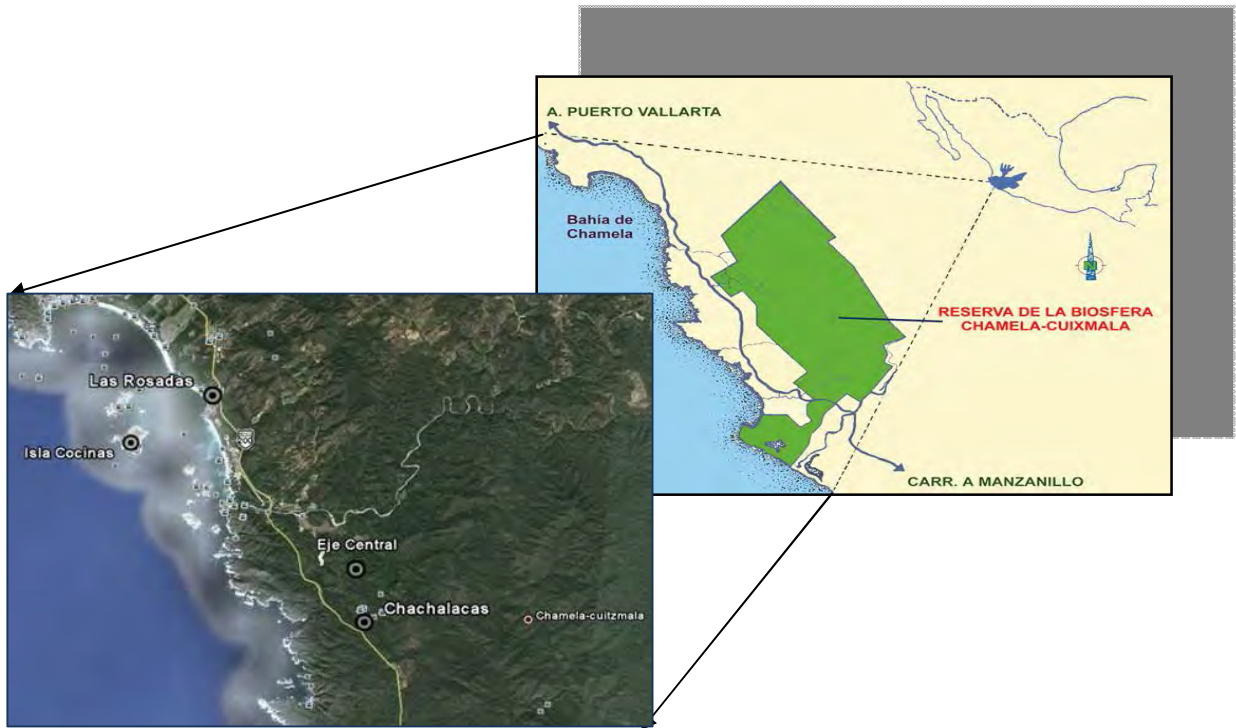 A. PUERTO VALLARTA
Bahía de
Chamela
N
RESERVA DE LA BIOSFERA
CHAMELA-CUIXMALA
CARR. A MANZANILLO
Las Rosadas
Isla Cocinas
200
Eje Central
Chachalacas
Chamela-cuitzmala